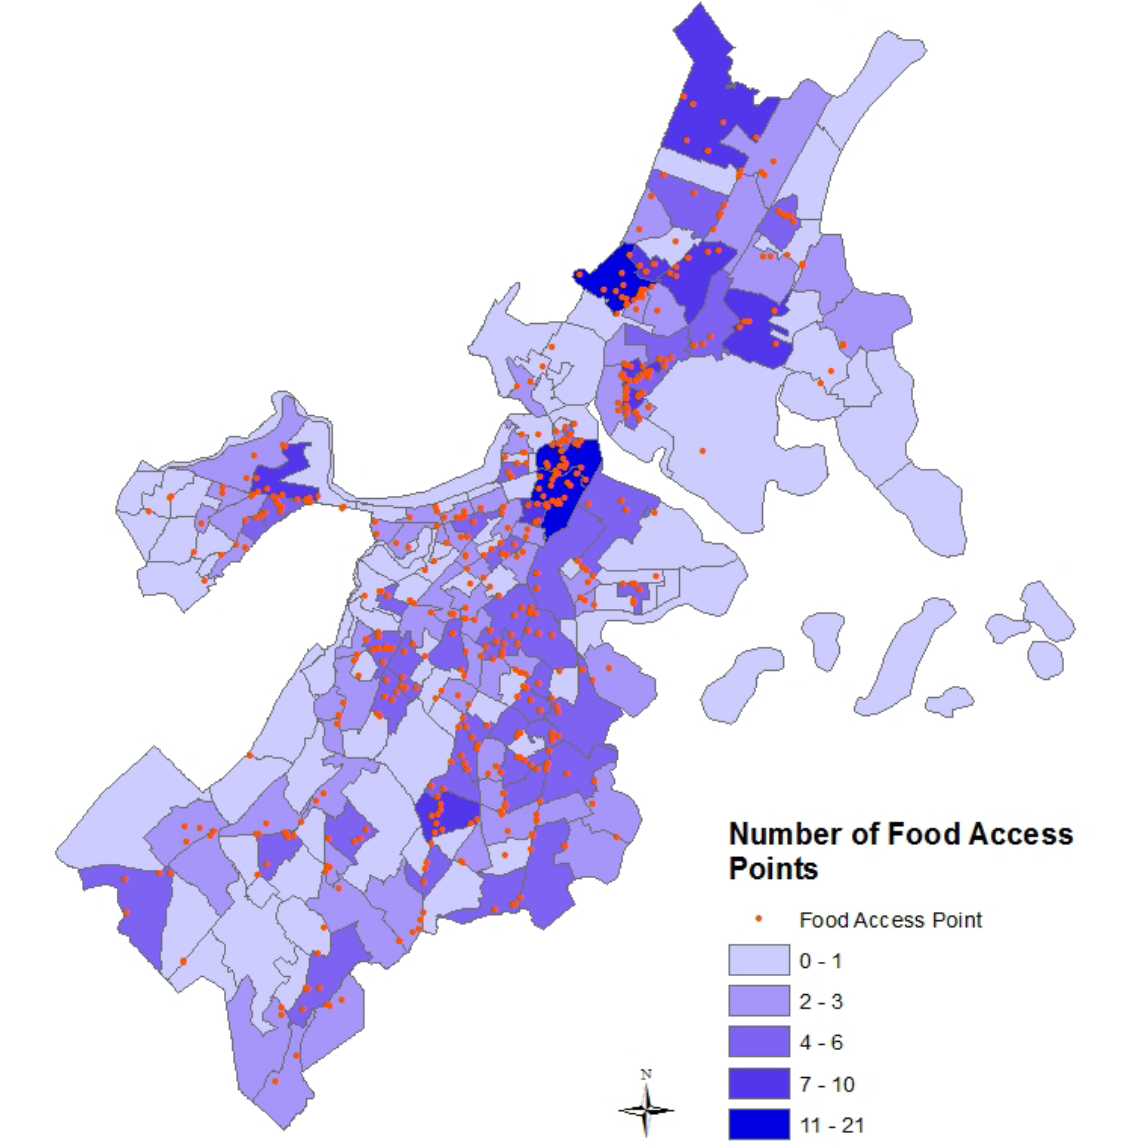 Number of Food Access
Points
Food Access Point
0 - 1
2 - 3
4 - 6
7 - 10
11 - 21
N